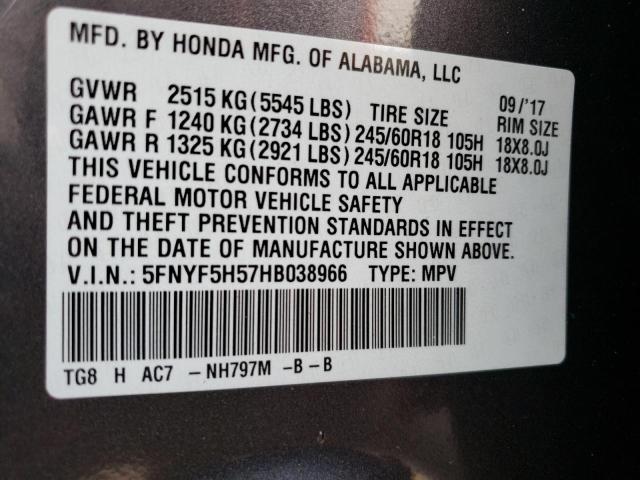 MFD. BY HONDA MFG. OF ALABAMA, LLC
GVWR 2515 KG(5545 LBS) TIRE SIZE 09/'17 RIM SIZE
GAWR F 1240 KG(2734 LBS) 245/60R18 105H 18X8.0J
GAWR R 1325 KG(2921 LBS) 245/60R18 105H 18X8.0J
THIS VEHICLE CONFORMS TO ALL APPLICABLE
FEDERAL MOTOR VEHICLE SAFETY
AND THEFT PREVENTION STANDARDS IN EFFECT
ON THE DATE OF MANUFACTURE SHOWN ABOVE.
V.I.N.: 5FNYF5H57HB038966 TYPE: MPV
TG8 H AC7 -NH797M -B-B